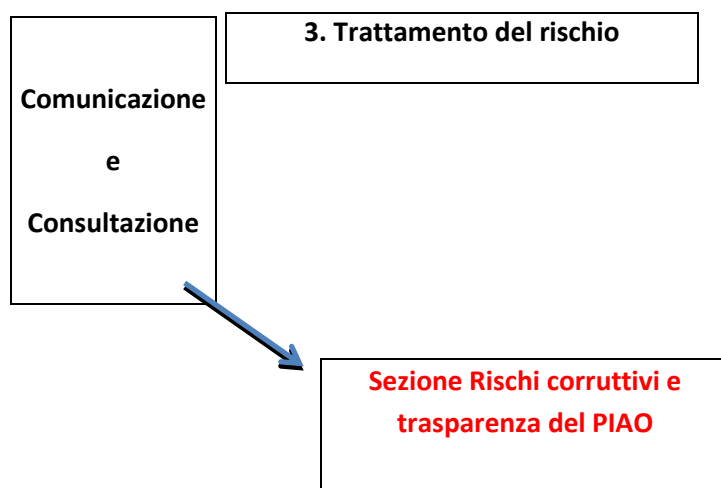 3. Trattamento del rischio
Comunicazione
e
Consultazione
Sezione Rischi corruttivi e
trasparenza del PIAO